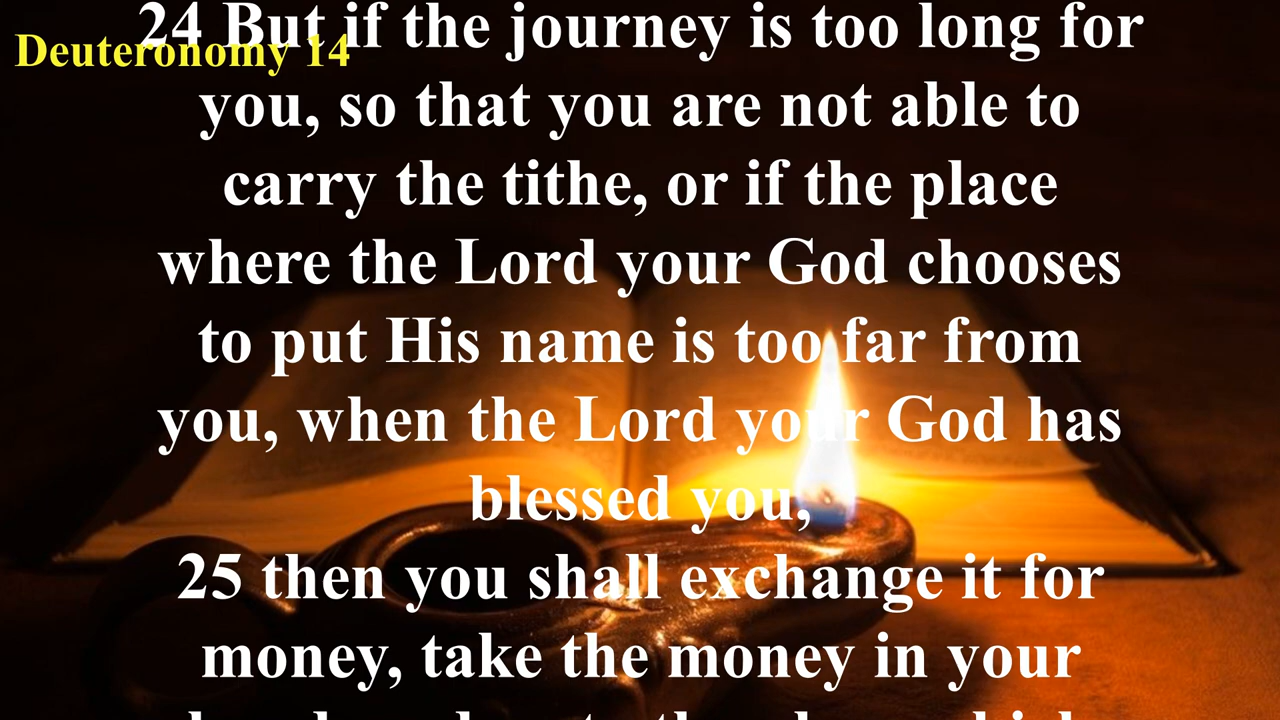 24 But if the journey is too long for
Deuteronomy 14
you, so that you are not able to
carry the tithe, or if the place
where the Lord your God chooses
to put His name is too far from
you, when the Lord your God has
blessed you,
25 then you shall exchange it for
money, take the money in your